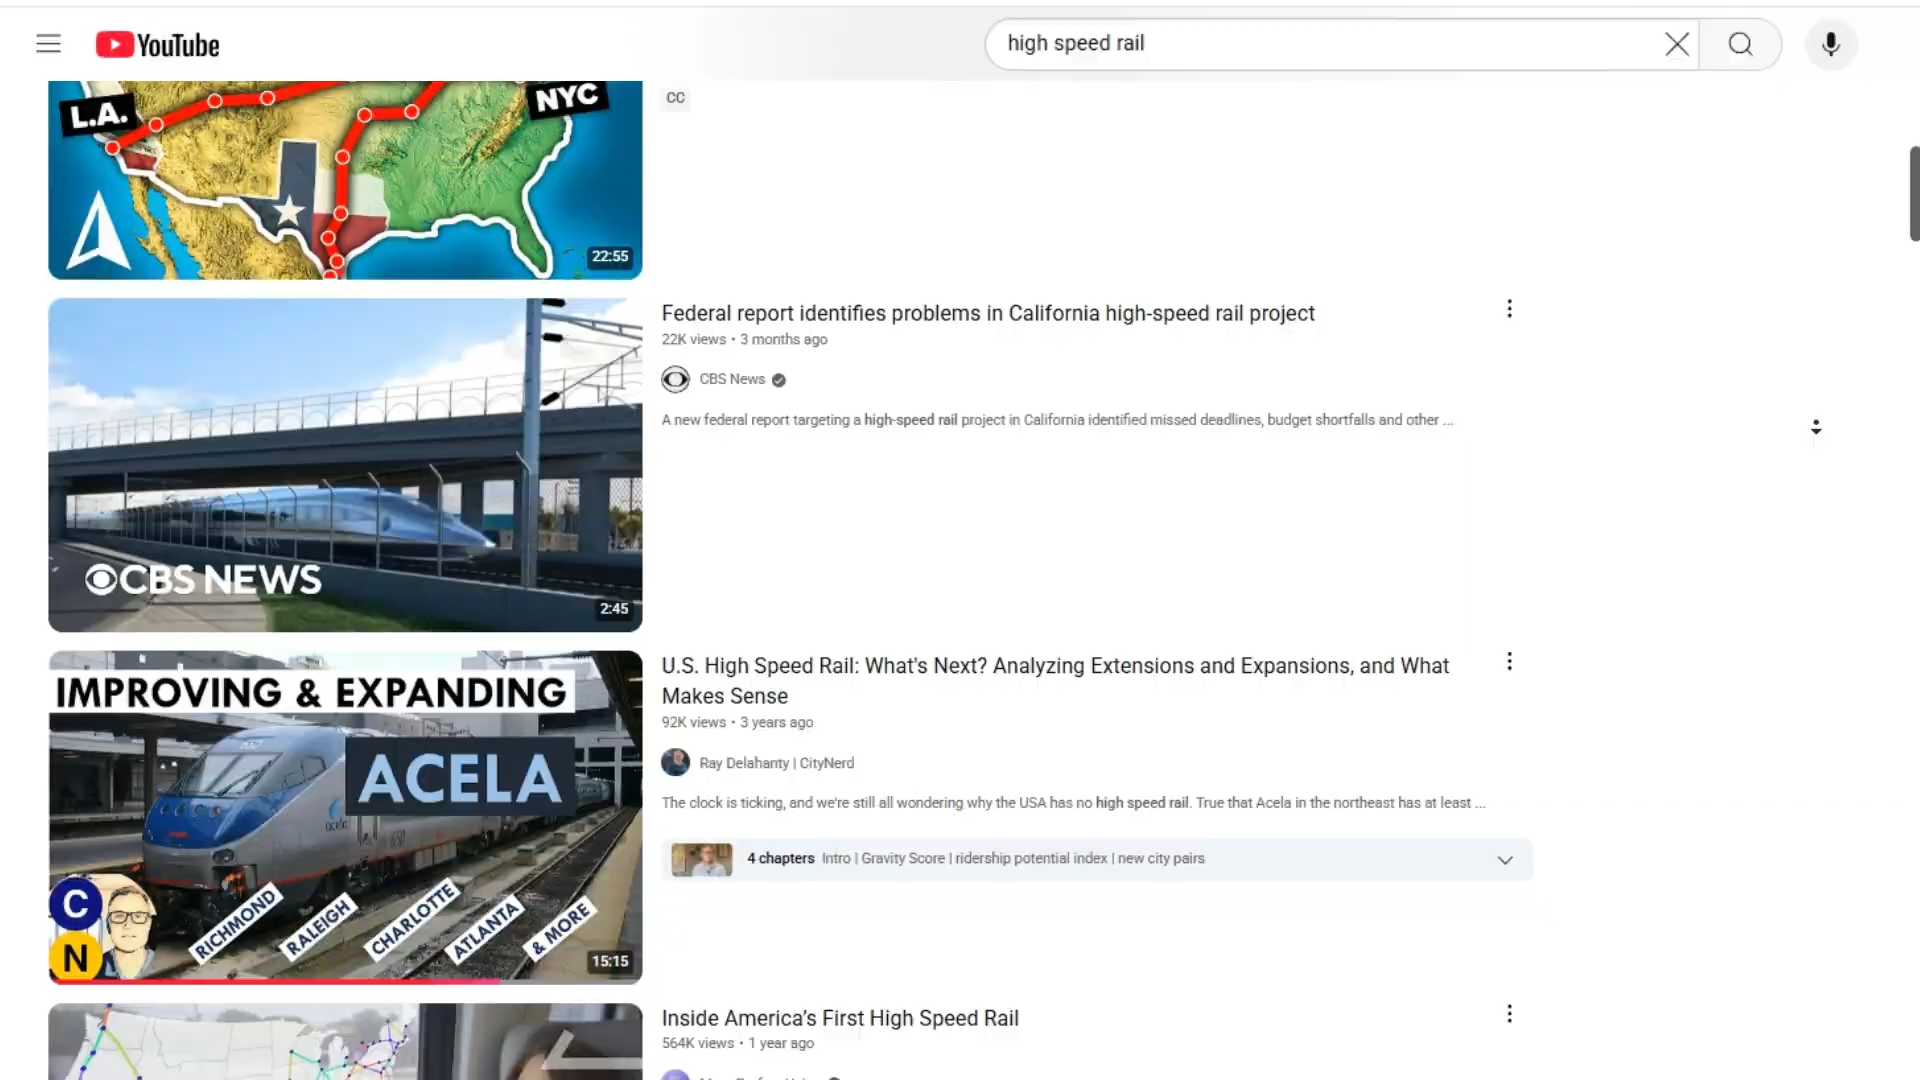 YouTube
high speed rail
L.A.
NYC
22:55
CC
CBS NEWS
2:45
Federal report identifies problems in California high-speed rail project
22K views • 3 months ago
CBS News
A new federal report targeting a high-speed rail project in California identified missed deadlines, budget shortfalls and other ...
IMPROVING & EXPANDING
ACELA
acela
C
N
RICHMOND
RALEIGH
CHARLOTTE
ATLANTA
& MORE
15:15
U.S. High Speed Rail: What's Next? Analyzing Extensions and Expansions, and What
Makes Sense
92K views • 3 years ago
Ray Delahanty | CityNerd
The clock is ticking, and we're still all wondering why the USA has no high speed rail. True that Acela in the northeast has at least ...
4 chapters Intro | Gravity Score | ridership potential index | new city pairs
Inside America’s First High Speed Rail
564K views • 1 year ago